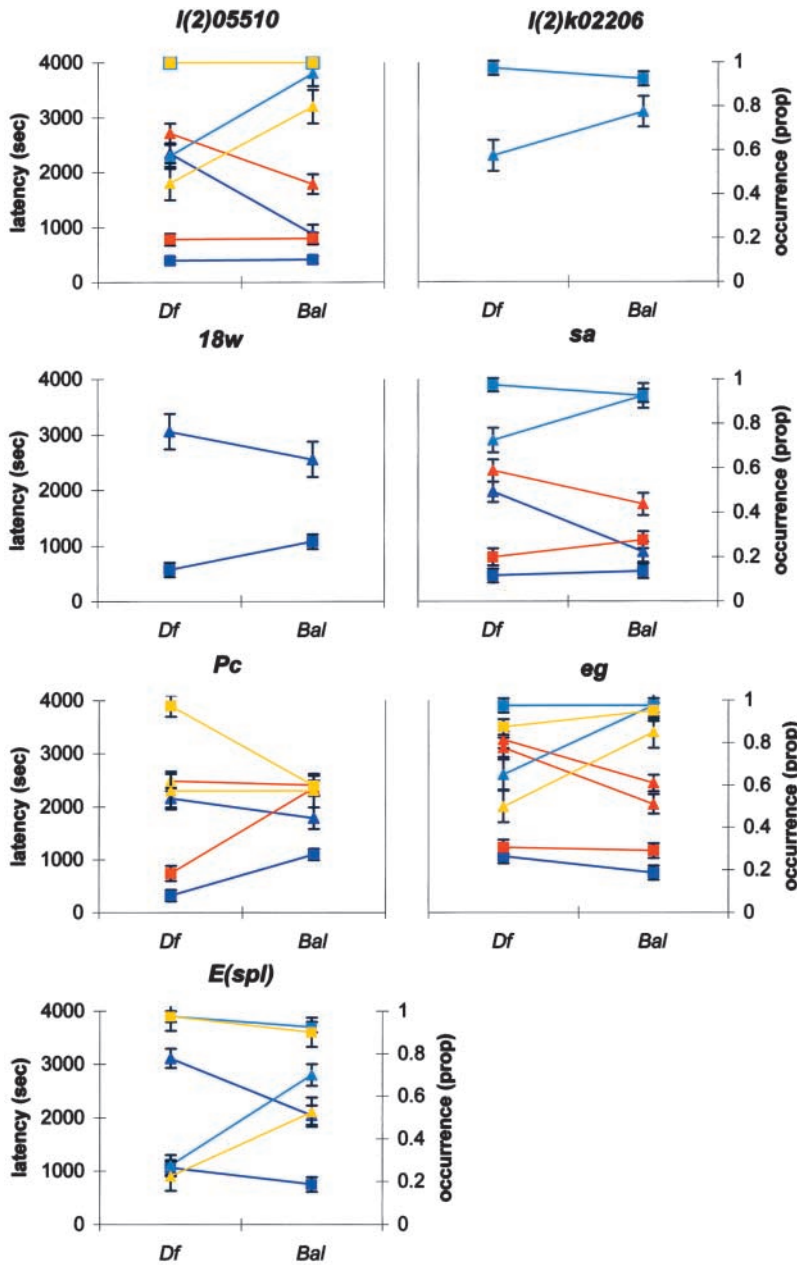 l(2)05510
l(2)k02206
latency (sec)
4000
3000
2000
1000
0
Df
Bal
1
0.8
0.6
0.4
0.2
0
occurrence (prop)
Df
Bal
18w
sa
latency (sec)
4000
3000
2000
1000
0
Df
Bal
1
0.8
0.6
0.4
0.2
0
occurrence (prop)
Df
Bal
Pc
eg
latency (sec)
4000
3000
2000
1000
0
Df
Bal
1
0.8
0.6
0.4
0.2
0
occurrence (prop)
Df
Bal
E(spl)
latency (sec)
4000
3000
2000
1000
0
Df
Bal
1
0.8
0.6
0.4
0.2
0
occurrence (prop)